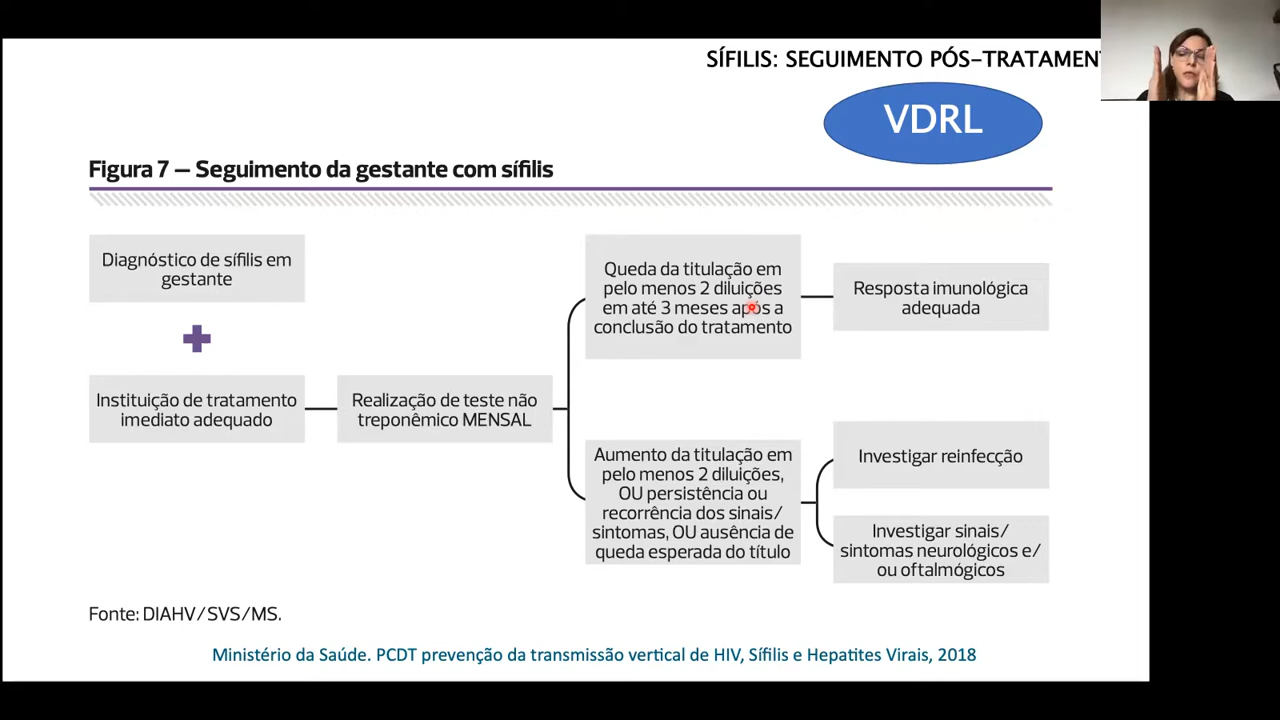 SÍFILIS: SEGUIMENTO PÓS-TRATAMEN
VDRL
Figura 7 — Seguimento da gestante com sífilis
Diagnóstico de sífilis em
gestante
Instituição de tratamento
imediato adequado
Realização de teste não
treponêmico MENSAL
Queda da titulação em
pelo menos 2 diluições
em até 3 meses após a
conclusão do tratamento
Resposta imunológica
adequada
Aumento da titulação em
pelo menos 2 diluições,
OU persistência ou
recorrência dos sinais/
sintomas, OU ausência de
queda esperada do título
Investigar reinfecção
Investigar sinais/
sintomas neurológicos e/
ou oftalmógicos
Fonte: DIAHV/SVS/MS.
Ministério da Saúde. PCDT prevenção da transmissão vertical de HIV, Sífilis e Hepatites Virais, 2018